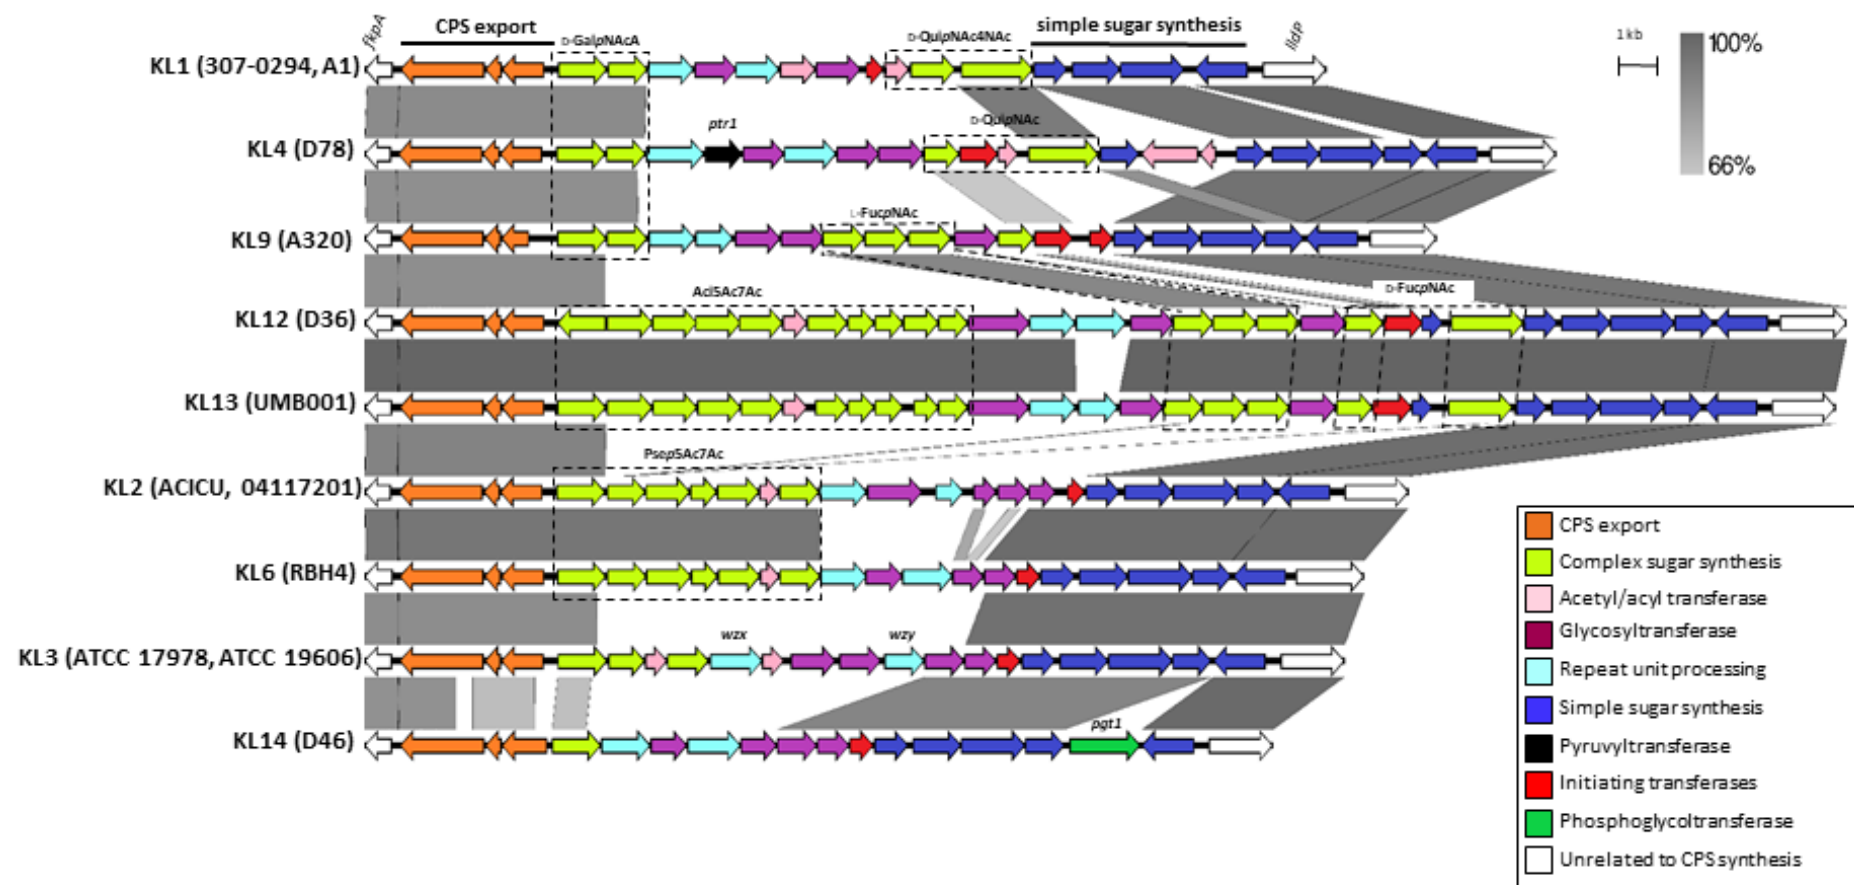 fkpA
CPS export
D-GalpNAcA
D-QuipNAc4NAc
simple sugar synthesis
lldP
1 kb
100%
66%
KL1 (307-0294, A1)
ptr1
D-QuipNAc
KL4 (D78)
L-FucpNAc
KL9 (A320)
Aci5Ac7Ac
D-FucpNAc
KL12 (D36)
KL13 (UMB001)
Psep5Ac7Ac
KL2 (ACICU, 04117201)
KL6 (RBH4)
wzx
wzy
KL3 (ATCC 17978, ATCC 19606)
pgt1
KL14 (D46)
CPS export
Complex sugar synthesis
Acetyl/acyl transferase
Glycosyltransferase
Repeat unit processing
Simple sugar synthesis
Pyruvyltransferase
Initiating transferases
Phosphoglycoltransferase
Unrelated to CPS synthesis